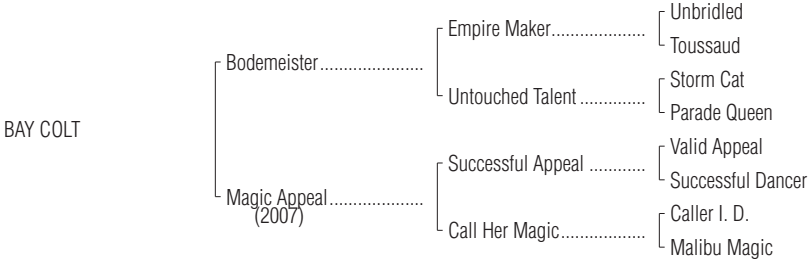 Unbridled
Empire Maker....................
Toussaud
Bodemeister......................
Storm Cat
Untouched Talent ..............
Parade Queen
BAY COLT
Valid Appeal
Successful Appeal ............
Successful Dancer
Magic Appeal....................
(2007)
Caller I. D.
Call Her Magic..................
Malibu Magic